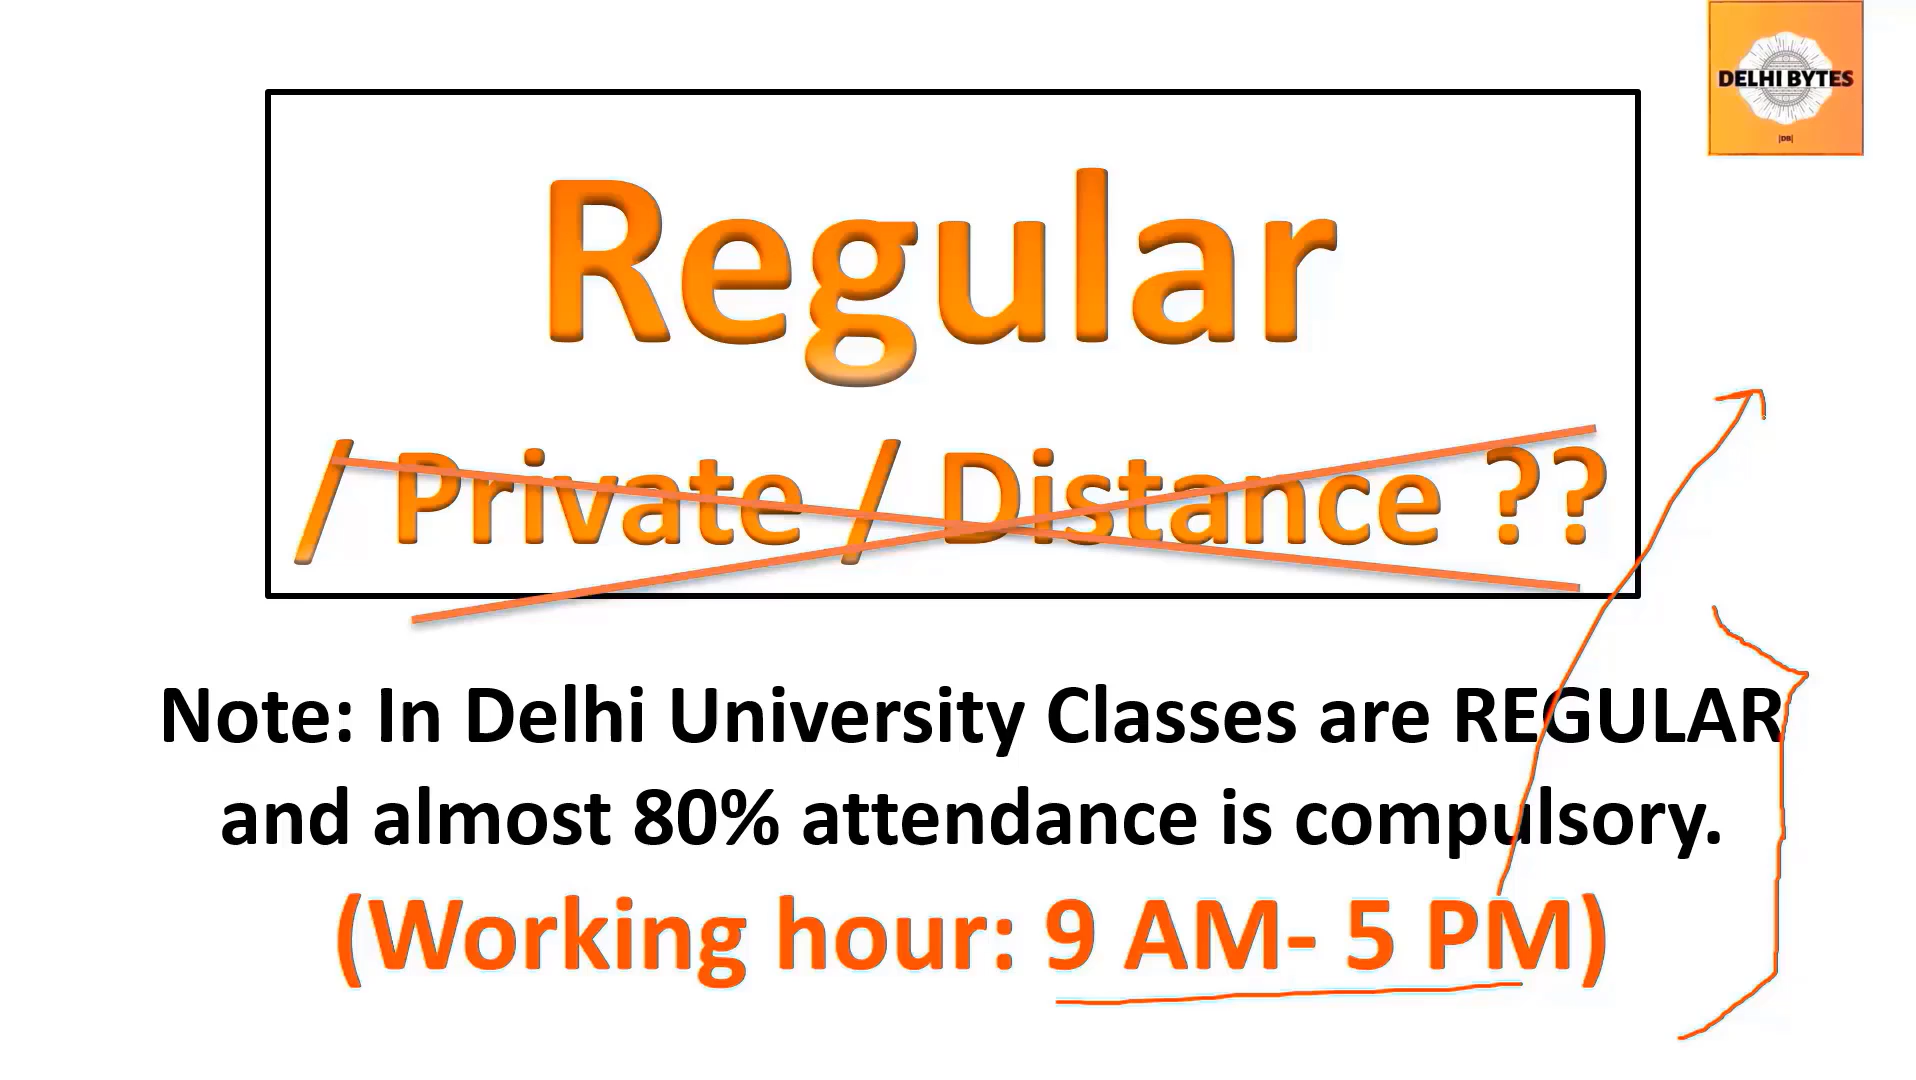 DELHI BYTES
|DB|
Regular
/ Private / Distance ??
Note: In Delhi University Classes are REGULAR
and almost 80% attendance is compulsory.
(Working hour: 9 AM- 5 PM)